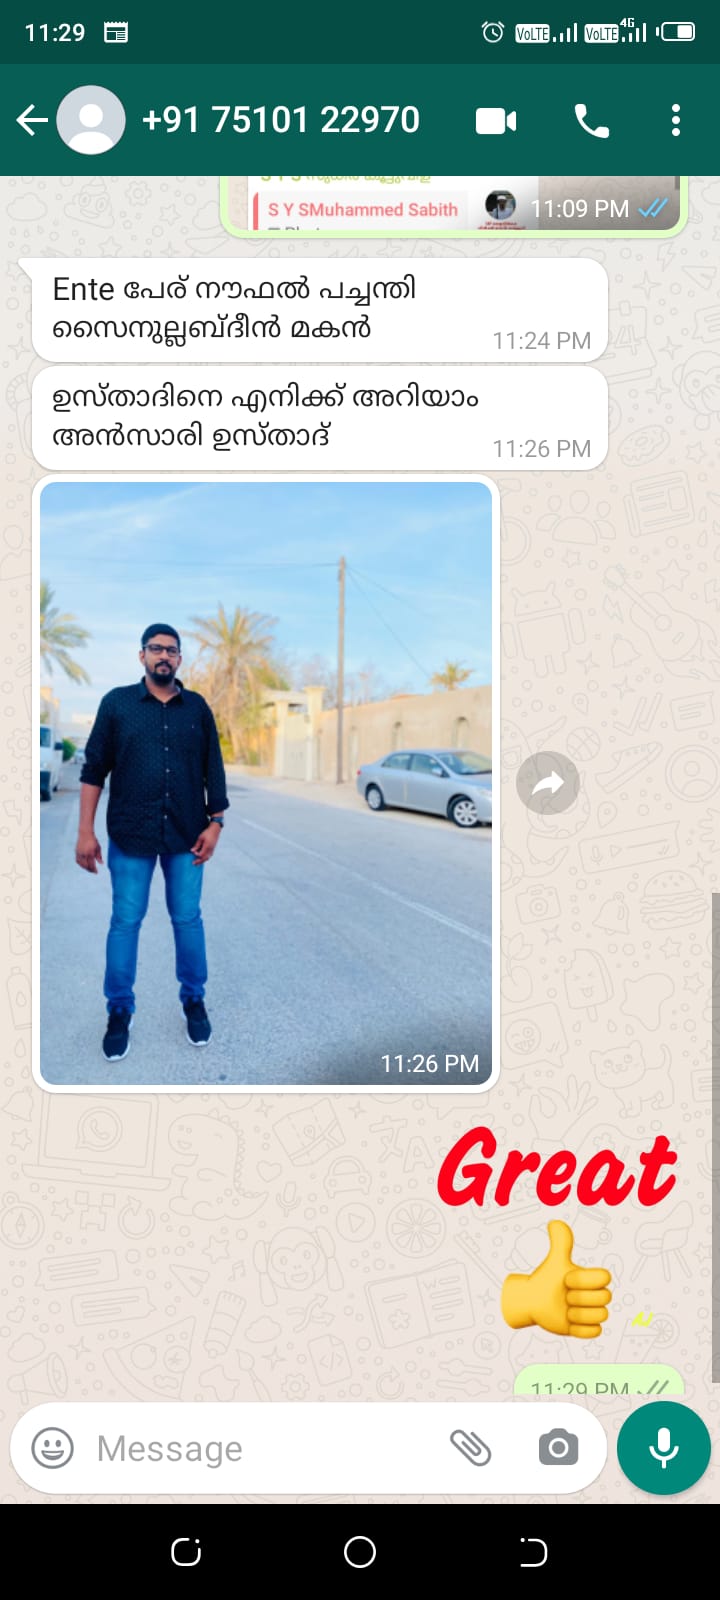 11:29
VoLTE VoLTE 4G
+91 75101 22970
S Y SMuhammed Sabith
11:09 PM
Ente പേര് നൗഫൽ പച്ചന്തി
സൈനുല്ലബ്ദീൻ മകൻ
11:24 PM
ഉസ്താദിനെ എനിക്ക് അറിയാം
അൻസാരി ഉസ്താദ്
11:26 PM
11:26 PM
Great
11:29 PM
Message